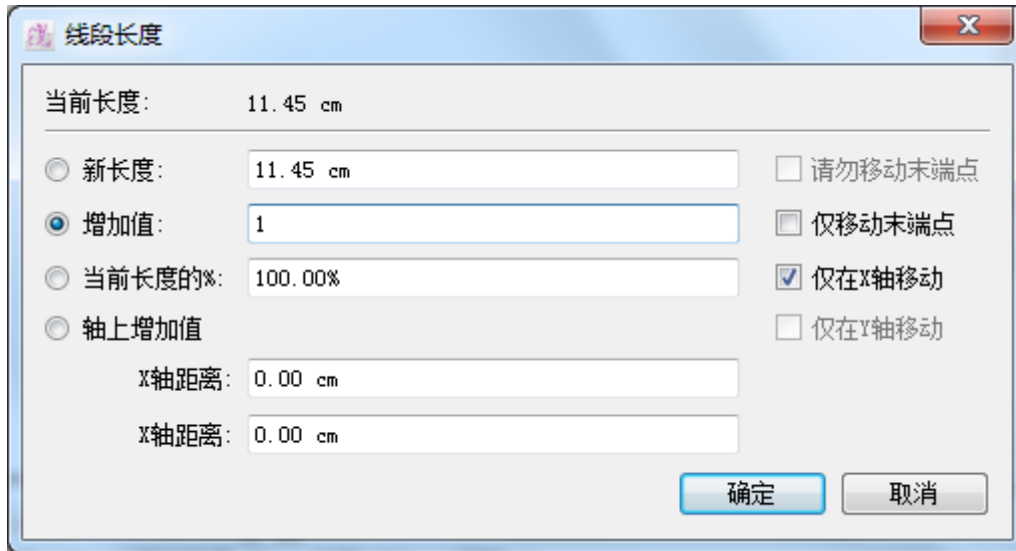 线段长度
当前长度: 11.45 cm
新长度: 11.45 cm 请勿移动末端点
增加值: 1 仅移动末端点
当前长度的%: 100.00% 仅在X轴移动
轴上增加值 仅在Y轴移动
X轴距离: 0.00 cm
X轴距离: 0.00 cm
确定 取消